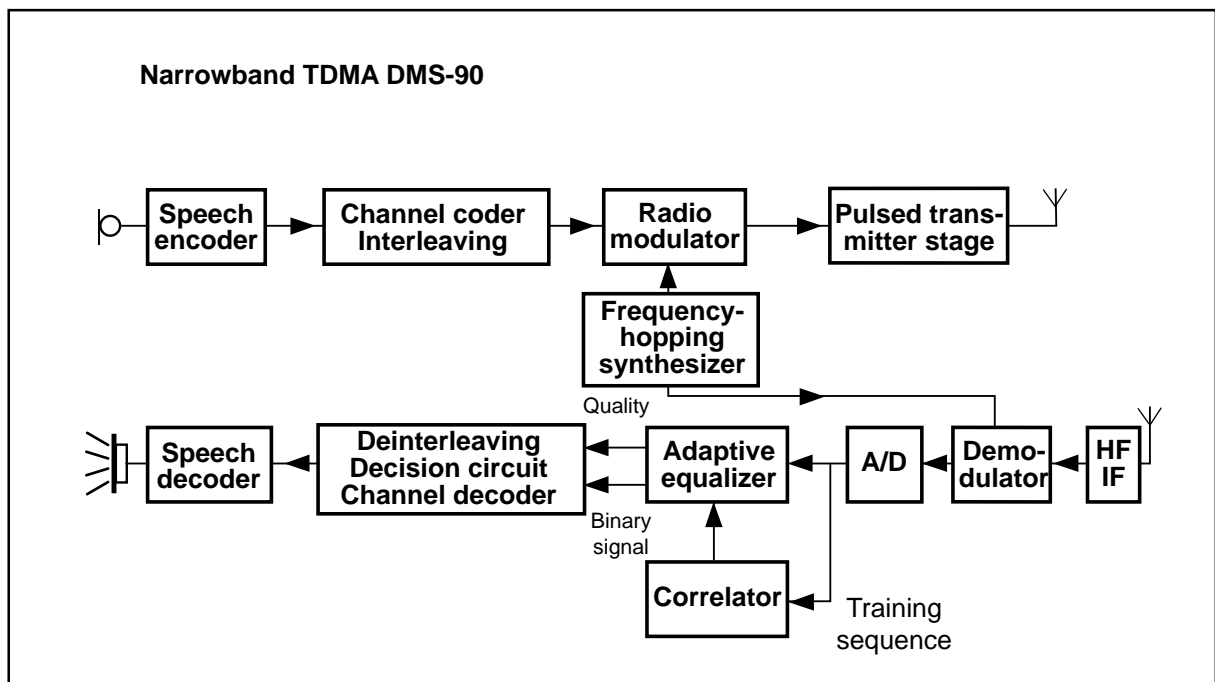 Narrowband TDMA DMS-90
Speech
encoder
Channel coder
Interleaving
Radio
modulator
Pulsed trans-
mitter stage
Frequency-
hopping
synthesizer
Quality
Speech
decoder
Deinterleaving
Decision circuit
Channel decoder
Adaptive
equalizer
A/D
Demo-
dulator
HF
IF
Binary
signal
Correlator
Training
sequence